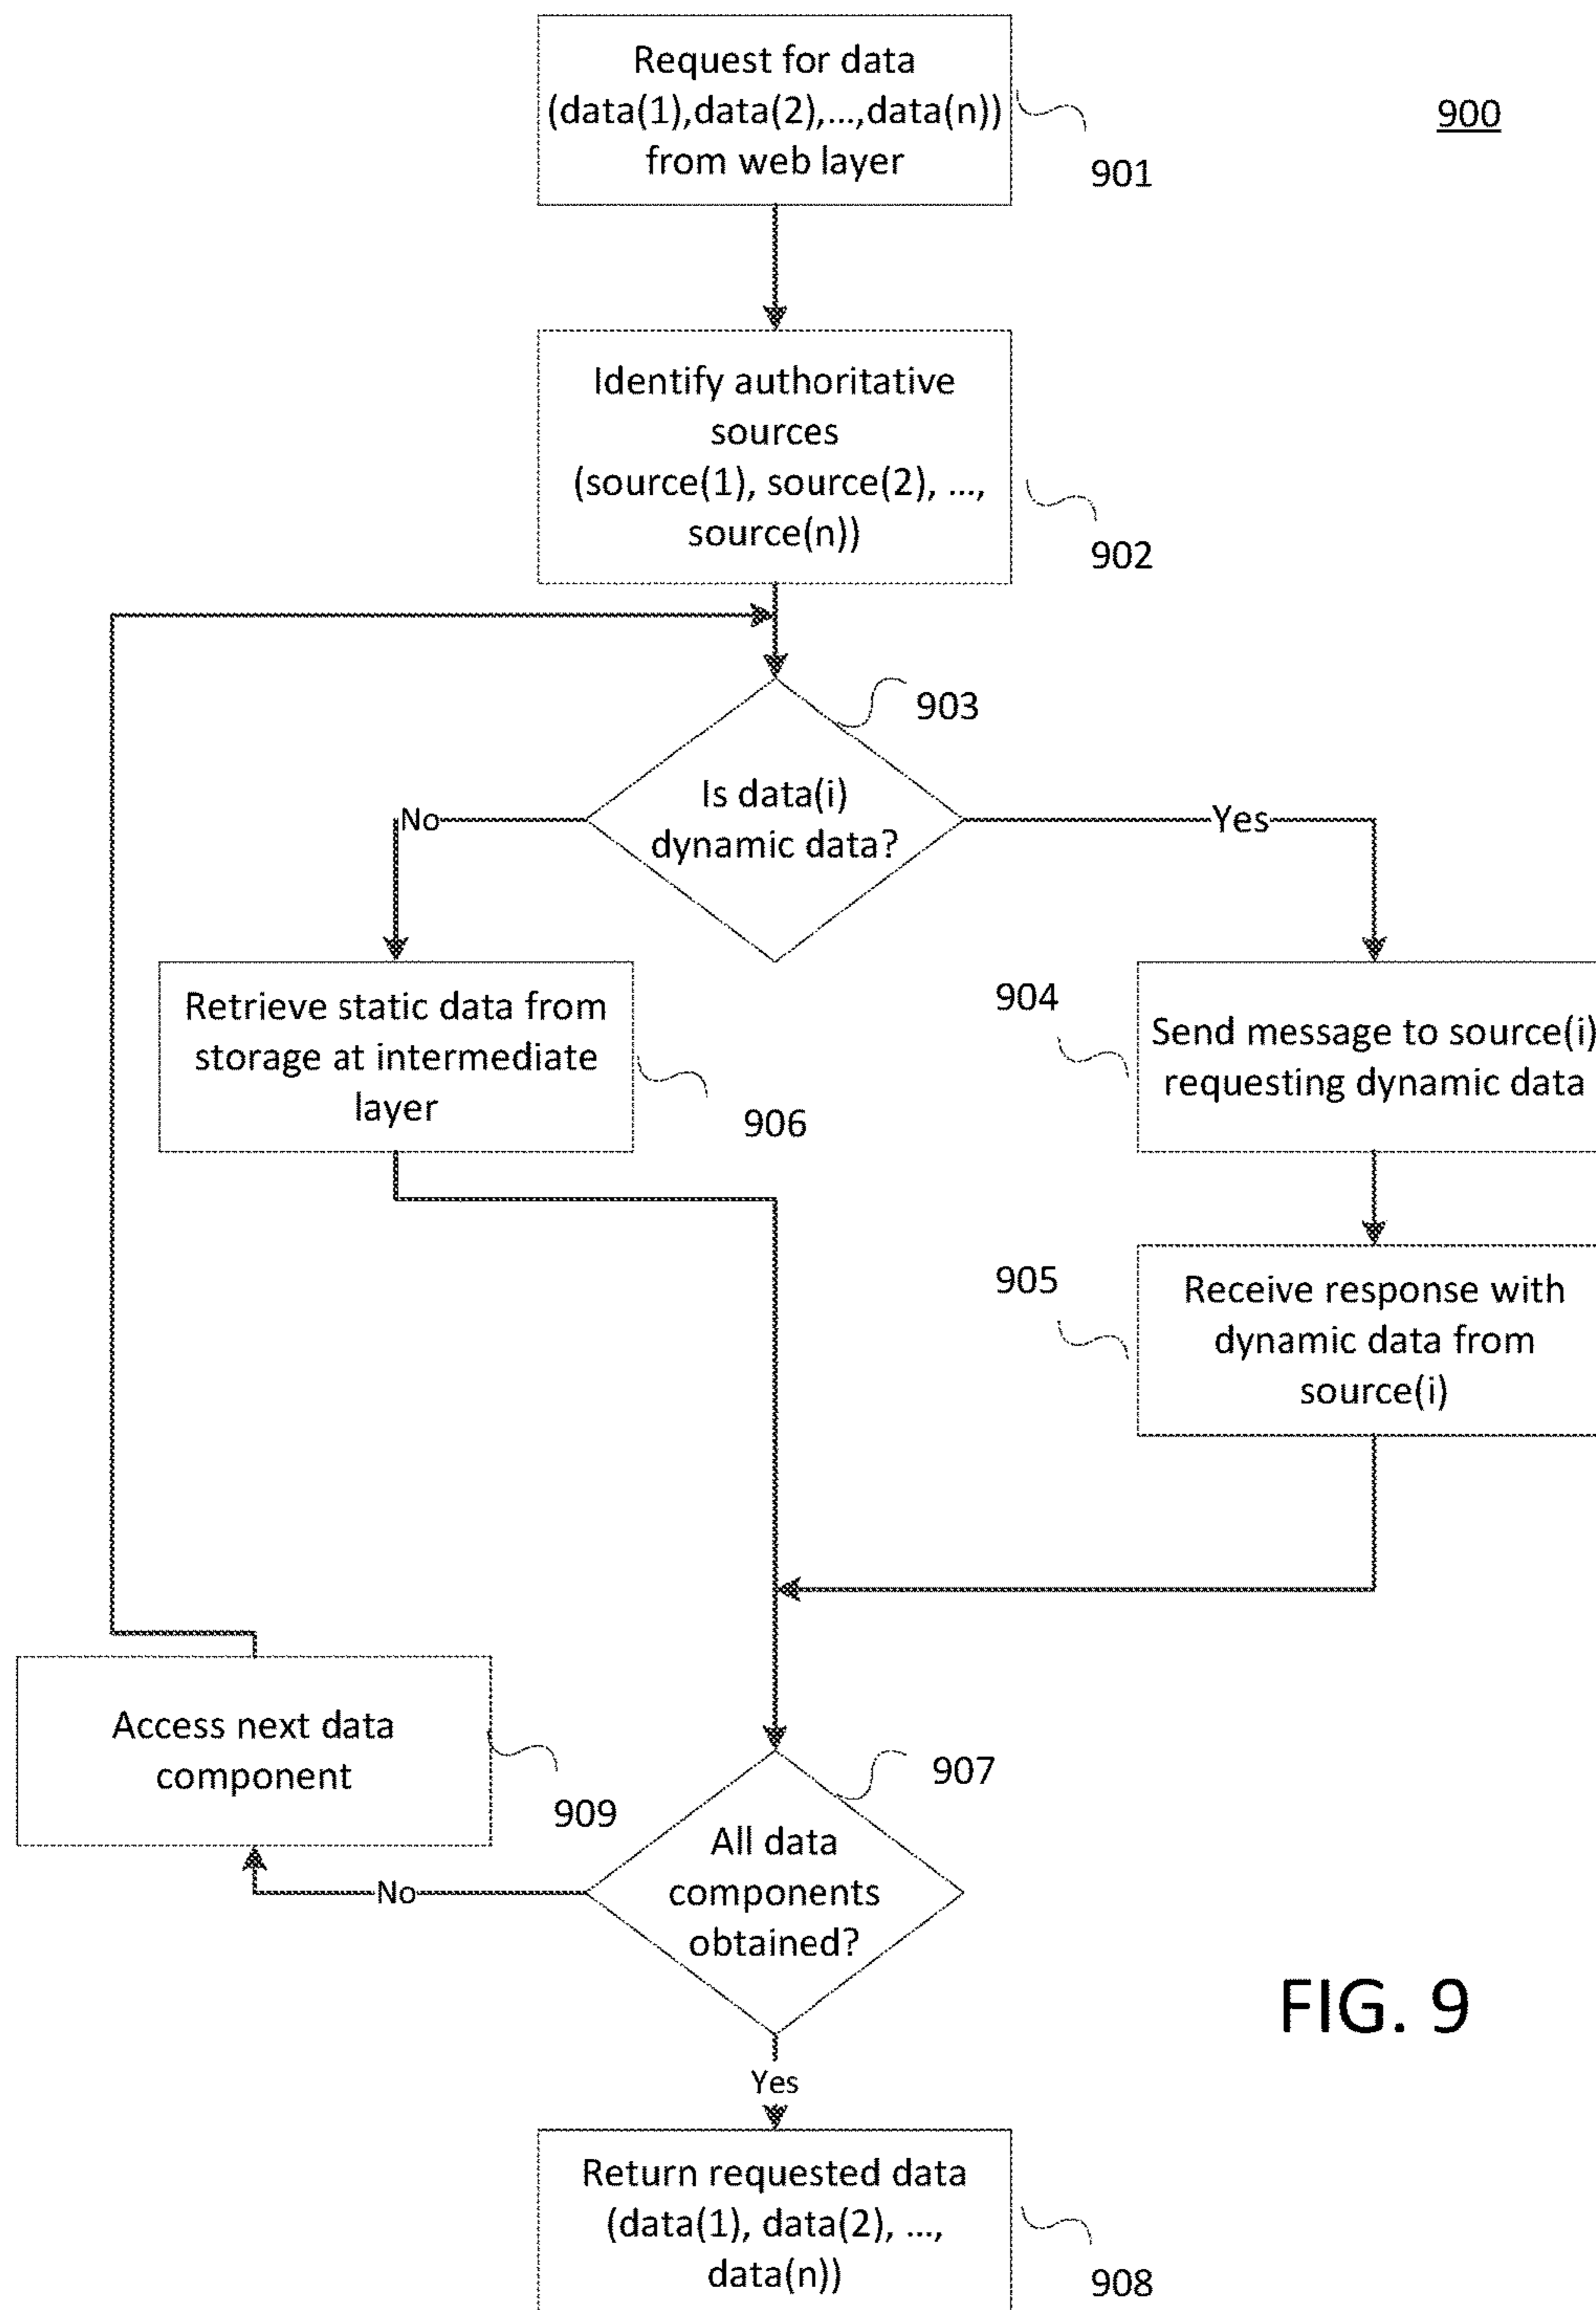 Request for data
(data(1),data(2),...,data(n))
from web layer
900
901
Identify authoritative
sources
(source(1), source(2), ...,
source(n))
902
903
Is data(i)
dynamic data?
No
Yes
Retrieve static data from
storage at intermediate
layer
906
904
Send message to source(i)
requesting dynamic data
905
Receive response with
dynamic data from
source(i)
Access next data
component
909
907
All data
components
obtained?
No
FIG. 9
Yes
Return requested data
(data(1), data(2), ...,
data(n))
908